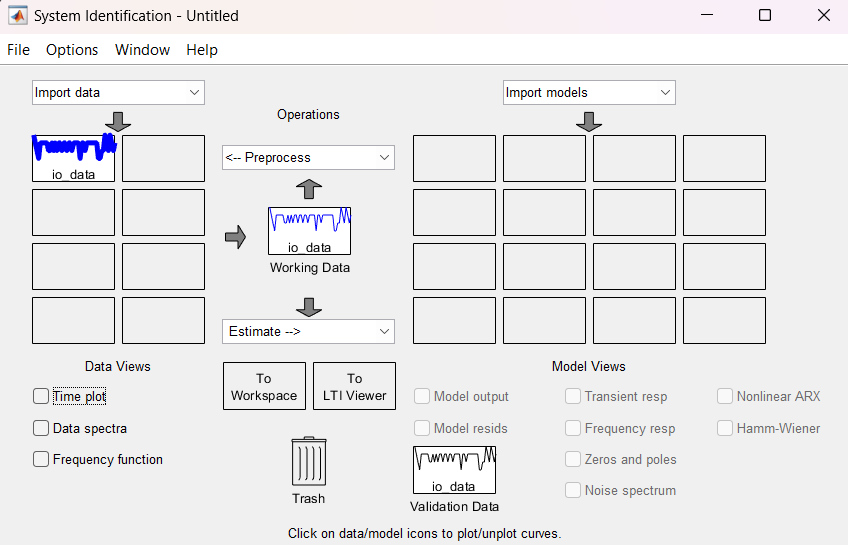 System Identification - Untitled
File Options Window Help
Import data
Import models
Operations
<-- Preprocess
io_data
io_data
Working Data
Estimate -->
Data Views
To
Workspace
To
LTI Viewer
Model Views
Time plot
Data spectra
Frequency function
Model output
Transient resp
Nonlinear ARX
Model resids
Frequency resp
Hamm-Wiener
Zeros and poles
Noise spectrum
io_data
Validation Data
Trash
Click on data/model icons to plot/unplot curves.